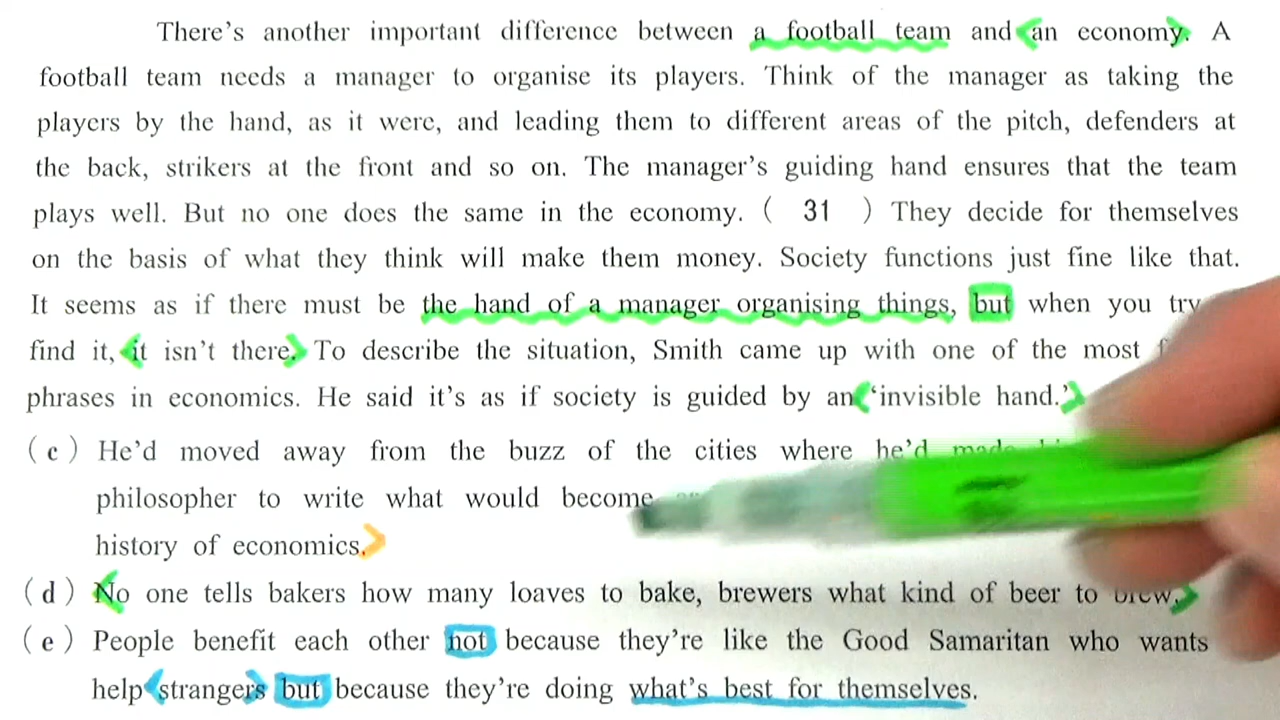 There's another important difference between a football team and an economy. A
football team needs a manager to organise its players. Think of the manager as taking the
players by the hand, as it were, and leading them to different areas of the pitch, defenders at
the back, strikers at the front and so on. The manager's guiding hand ensures that the team
plays well. But no one does the same in the economy. ( 31 ) They decide for themselves
on the basis of what they think will make them money. Society functions just fine like that.
It seems as if there must be the hand of a manager organising things, but when you try
find it, it isn't there. To describe the situation, Smith came up with one of the most
phrases in economics. He said it's as if society is guided by an 'invisible hand.'
( c ) He'd moved away from the buzz of the cities where he'd
philosopher to write what would become
history of economics.
( d ) No one tells bakers how many loaves to bake, brewers what kind of beer to brew.
( e ) People benefit each other not because they're like the Good Samaritan who wants
help strangers but because they're doing what's best for themselves.